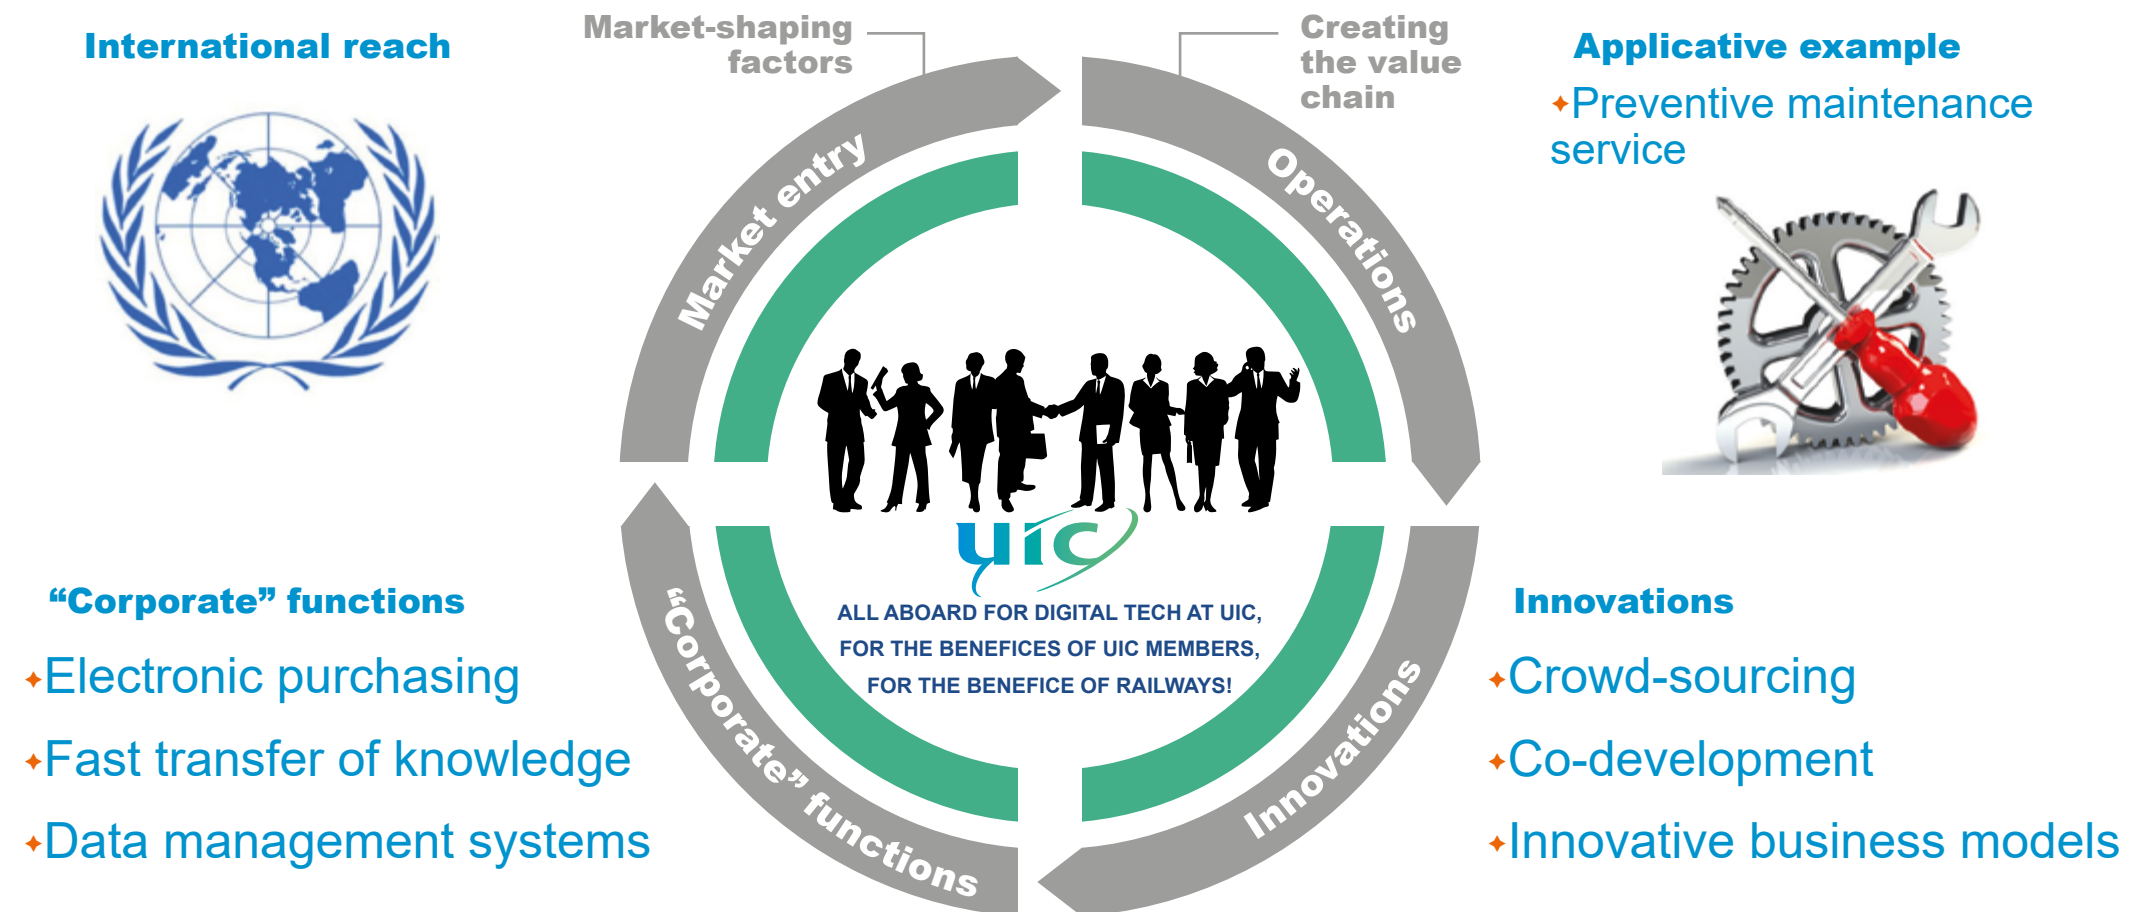 International reach
Market-shaping
factors
Creating
the value
chain
Applicative example
Preventive maintenance
service
Market entry
Operations
uic
ALL ABOARD FOR DIGITAL TECH AT UIC,
FOR THE BENEFICES OF UIC MEMBERS,
FOR THE BENEFICE OF RAILWAYS!
“Corporate” functions
Innovations
“Corporate” functions
Electronic purchasing
Fast transfer of knowledge
Data management systems
Innovations
Crowd-sourcing
Co-development
Innovative business models